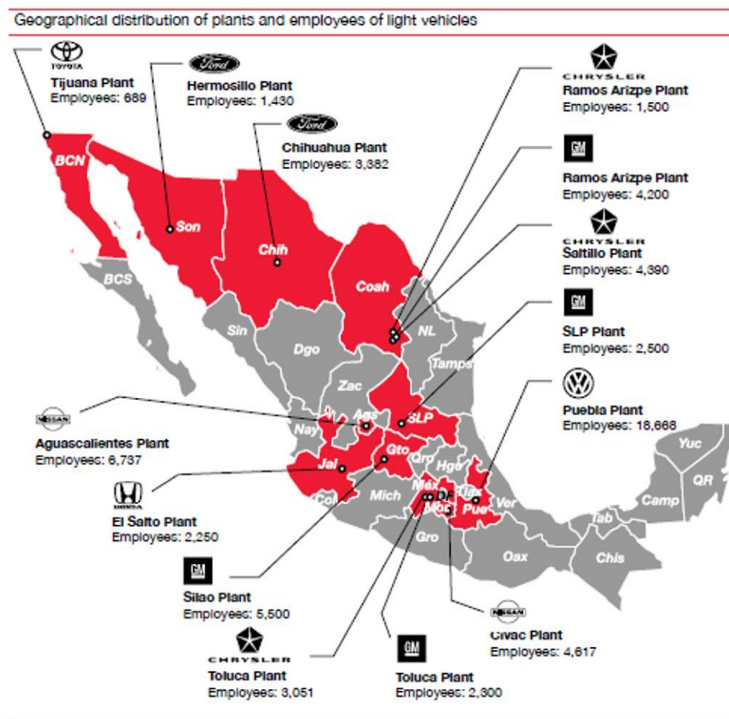 Geographical distribution of plants and employees of light vehicles
TOYOTA
Tijuana Plant
Employees: 689
Ford
Hermosillo Plant
Employees: 1,430
Ford
Chihuahua Plant
Employees: 3,382
CHRYSLER
Ramos Arizpe Plant
Employees: 1,500
GM
Ramos Arizpe Plant
Employees: 4,200
CHRYSLER
Saltillo Plant
Employees: 4,390
GM
SLP Plant
Employees: 2,500
Puebla Plant
Employees: 18,668
NISSAN
Aguascalientes Plant
Employees: 6,737
HONDA
El Salto Plant
Employees: 2,250
GM
Silao Plant
Employees: 5,500
CHRYSLER
Toluca Plant
Employees: 3,051
GM
Toluca Plant
Employees: 2,300
NISSAN
Civac Plant
Employees: 4,617
BCN
Son
Chih
Coah
BCS
Sin
Dgo
NL
Tamps
Zac
Nay
Ags
SLP
Jal
Gto
Qro
Hgo
Col
Mich
Méx
DF
Mor
Tlax
Pue
Ver
Gro
Oax
Tab
Chis
Camp
Yuc
QR